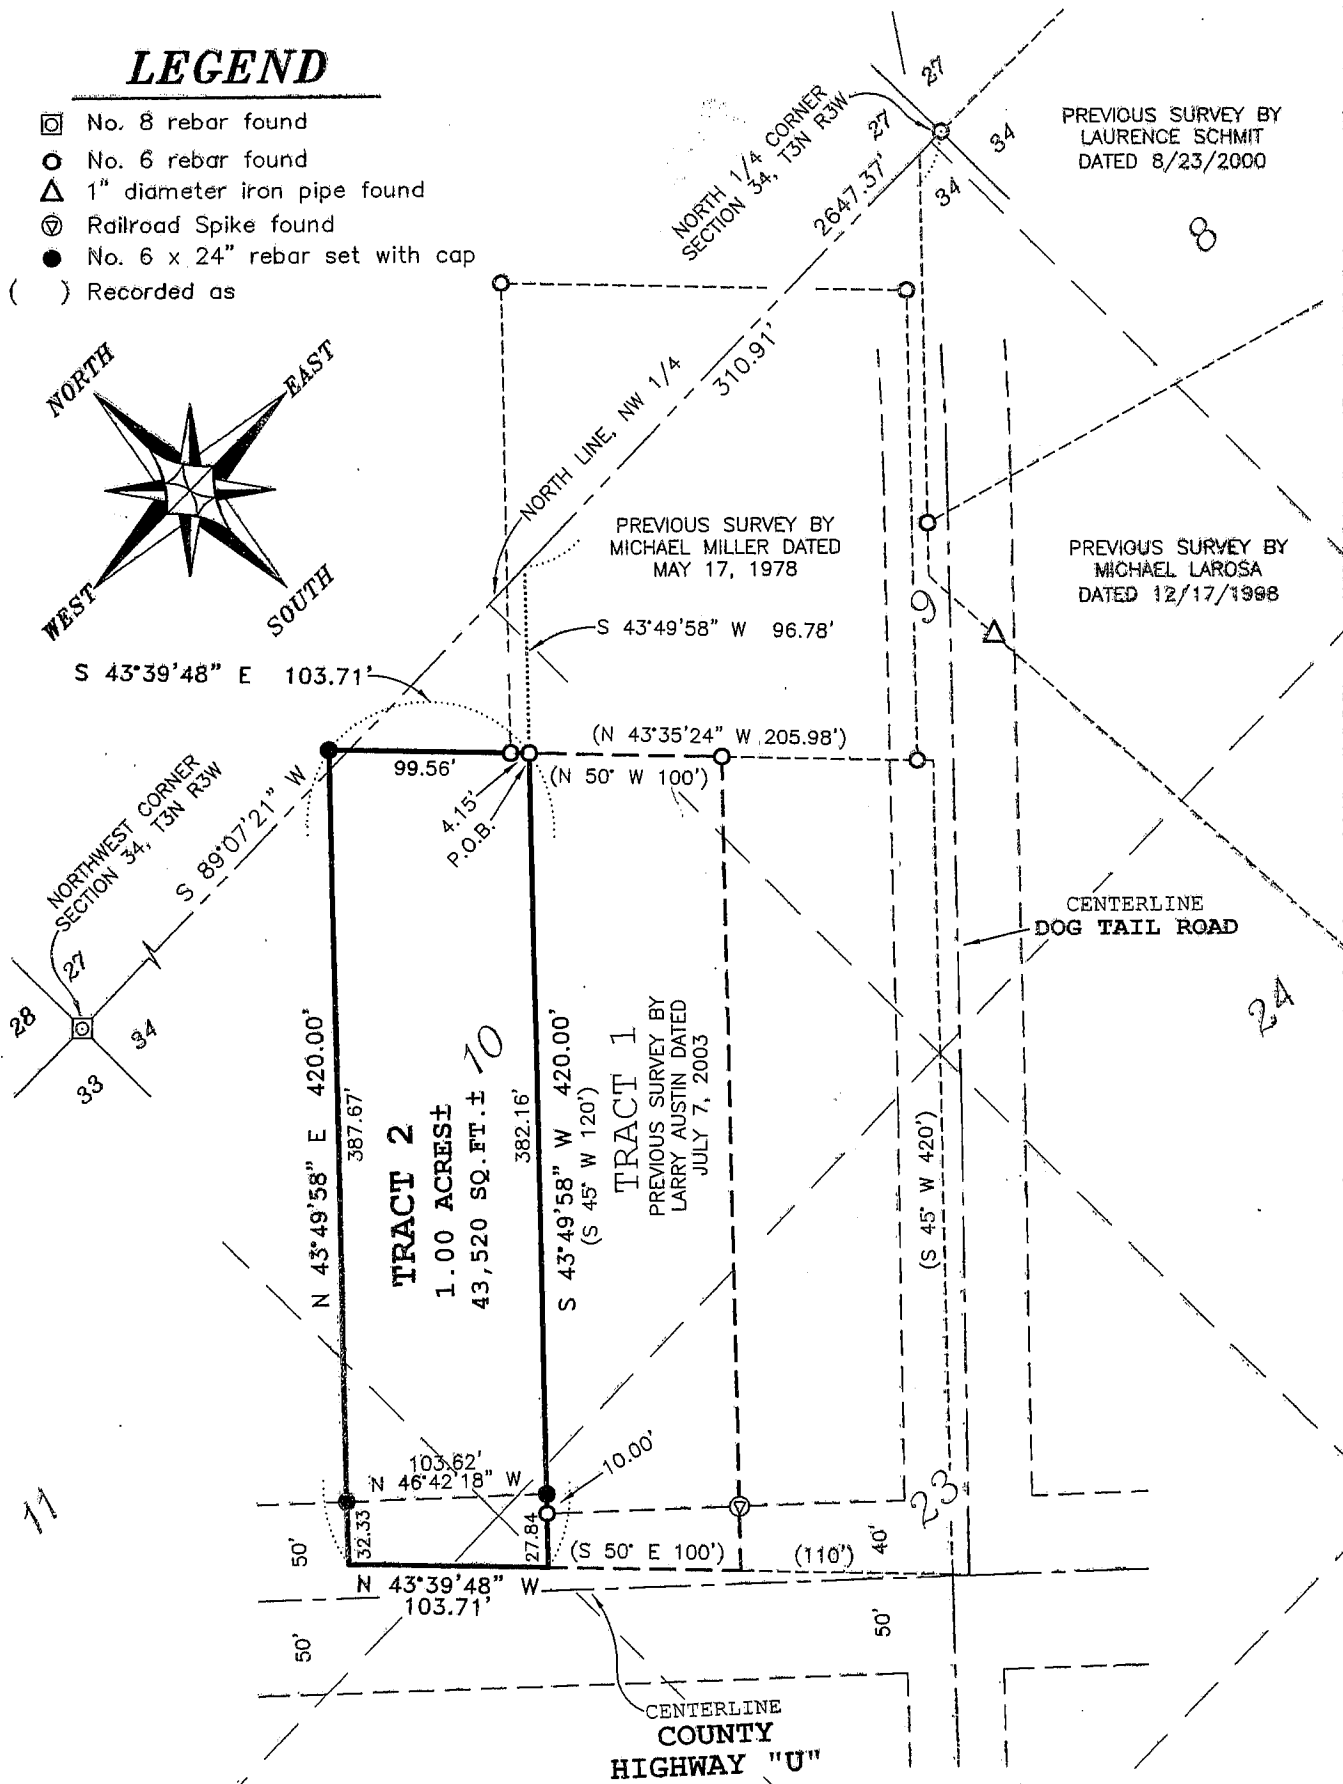 LEGEND
No. 8 rebar found
No. 6 rebar found
1" diameter iron pipe found
Railroad Spike found
No. 6 x 24" rebar set with cap
( ) Recorded as
NORTH
EAST
WEST
SOUTH
27
27
34
34
NORTH 1/4 CORNER
SECTION 34, T3N R3W
2647.37'
PREVIOUS SURVEY BY
LAURENCE SCHMIT
DATED 8/23/2000
8
310.91'
NORTH LINE, NW 1/4
PREVIOUS SURVEY BY
MICHAEL MILLER DATED
MAY 17, 1978
PREVIOUS SURVEY BY
MICHAEL LAROSA
DATED 12/17/1998
9
S 43°49'58" W 96.78'
S 43°39'48" E 103.71'
(N 43°35'24" W 205.98')
99.56'
(N 50° W 100')
4.15'
P.O.B.
NORTHWEST CORNER
SECTION 34, T3N R3W
S 89°07'21" W
28
27
34
33
CENTERLINE
DOG TAIL ROAD
24
N 43°49'58" E 420.00'
387.67'
TRACT 2
1.00 ACRES±
43,520 SQ.FT.±
10
382.16'
S 43°49'58" W 420.00'
(S 45° W 120')
TRACT 1
PREVIOUS SURVEY BY
LARRY AUSTIN DATED
JULY 7, 2003
(S 45° W 420')
11
103.62'
N 46°42'18" W
10.00'
23
50'
32.33
27.84
(S 50° E 100')
(110')
40'
N 43°39'48" W
103.71'
50'
50'
CENTERLINE
COUNTY
HIGHWAY "U"